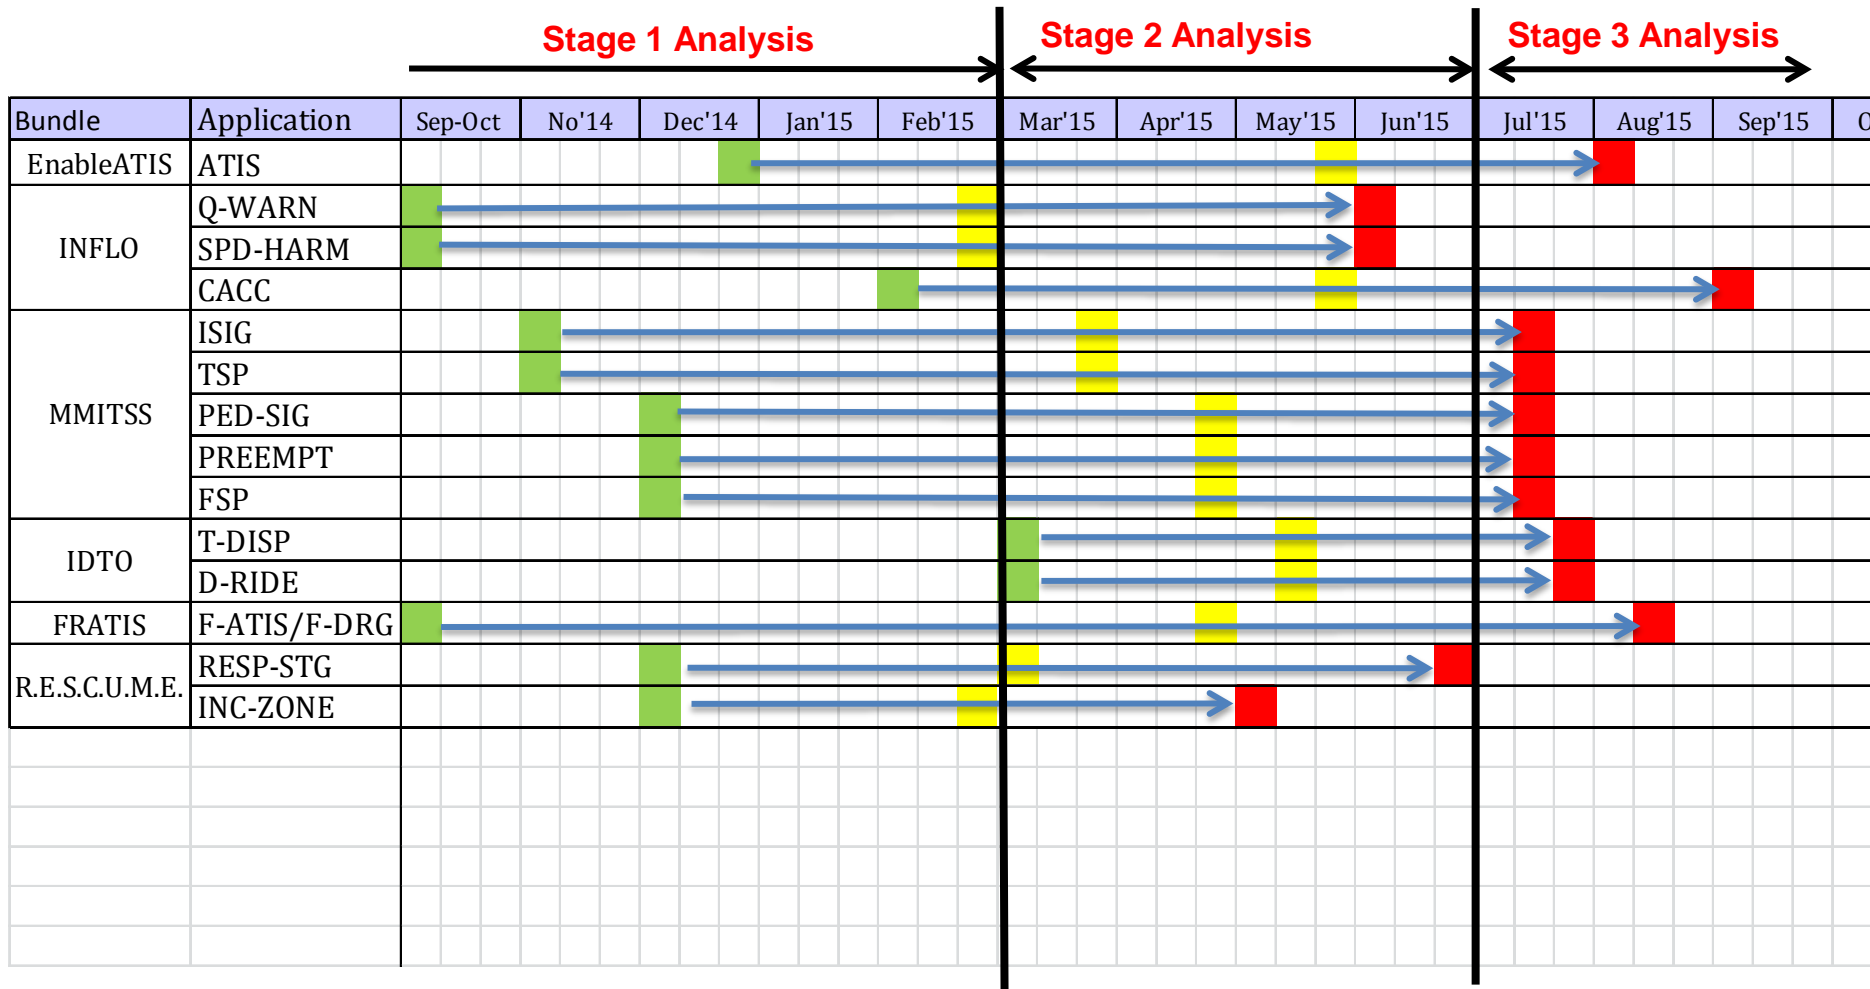 Stage 1 Analysis Stage 2 Analysis Stage 3 Analysis
Bundle Application Sep-Oct No'14 Dec'14 Jan'15 Feb'15 Mar'15 Apr'15 May'15 Jun'15 Jul'15 Aug'15 Sep'15 O
EnableATIS ATIS
INFLO
Q-WARN
SPD-HARM
CACC
MMITSS
ISIG
TSP
PED-SIG
PREEMPT
FSP
IDTO
T-DISP
D-RIDE
FRATIS F-ATIS/F-DRG
R.E.S.C.U.M.E.
RESP-STG
INC-ZONE